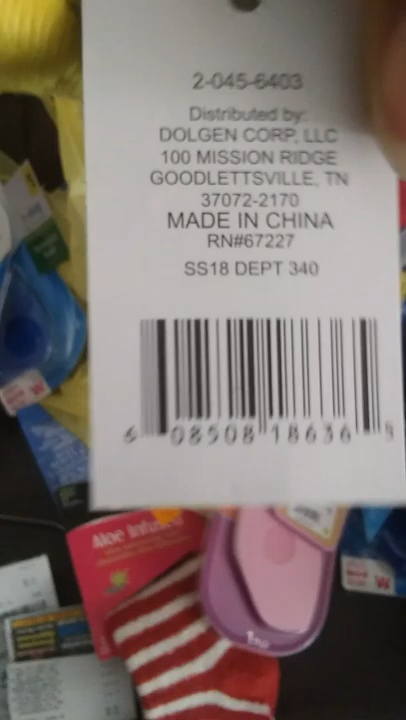 2-045-6403
Distributed by:
DOLGEN CORP, LLC
100 MISSION RIDGE
GOODLETTSVILLE, TN
37072-2170
MADE IN CHINA
RN#67227
SS18 DEPT 340
6 08508 18636
Aloe Infused